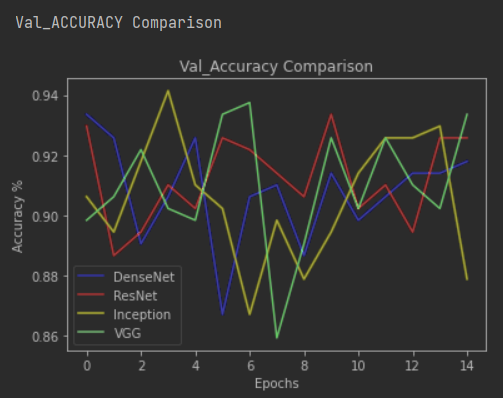 Val_ACCURACY Comparison
Val_Accuracy Comparison
0.94
0.92
0.90
0.88
0.86
Accuracy %
DenseNet
ResNet
Inception
VGG
0 2 4 6 8 10 12 14
Epochs